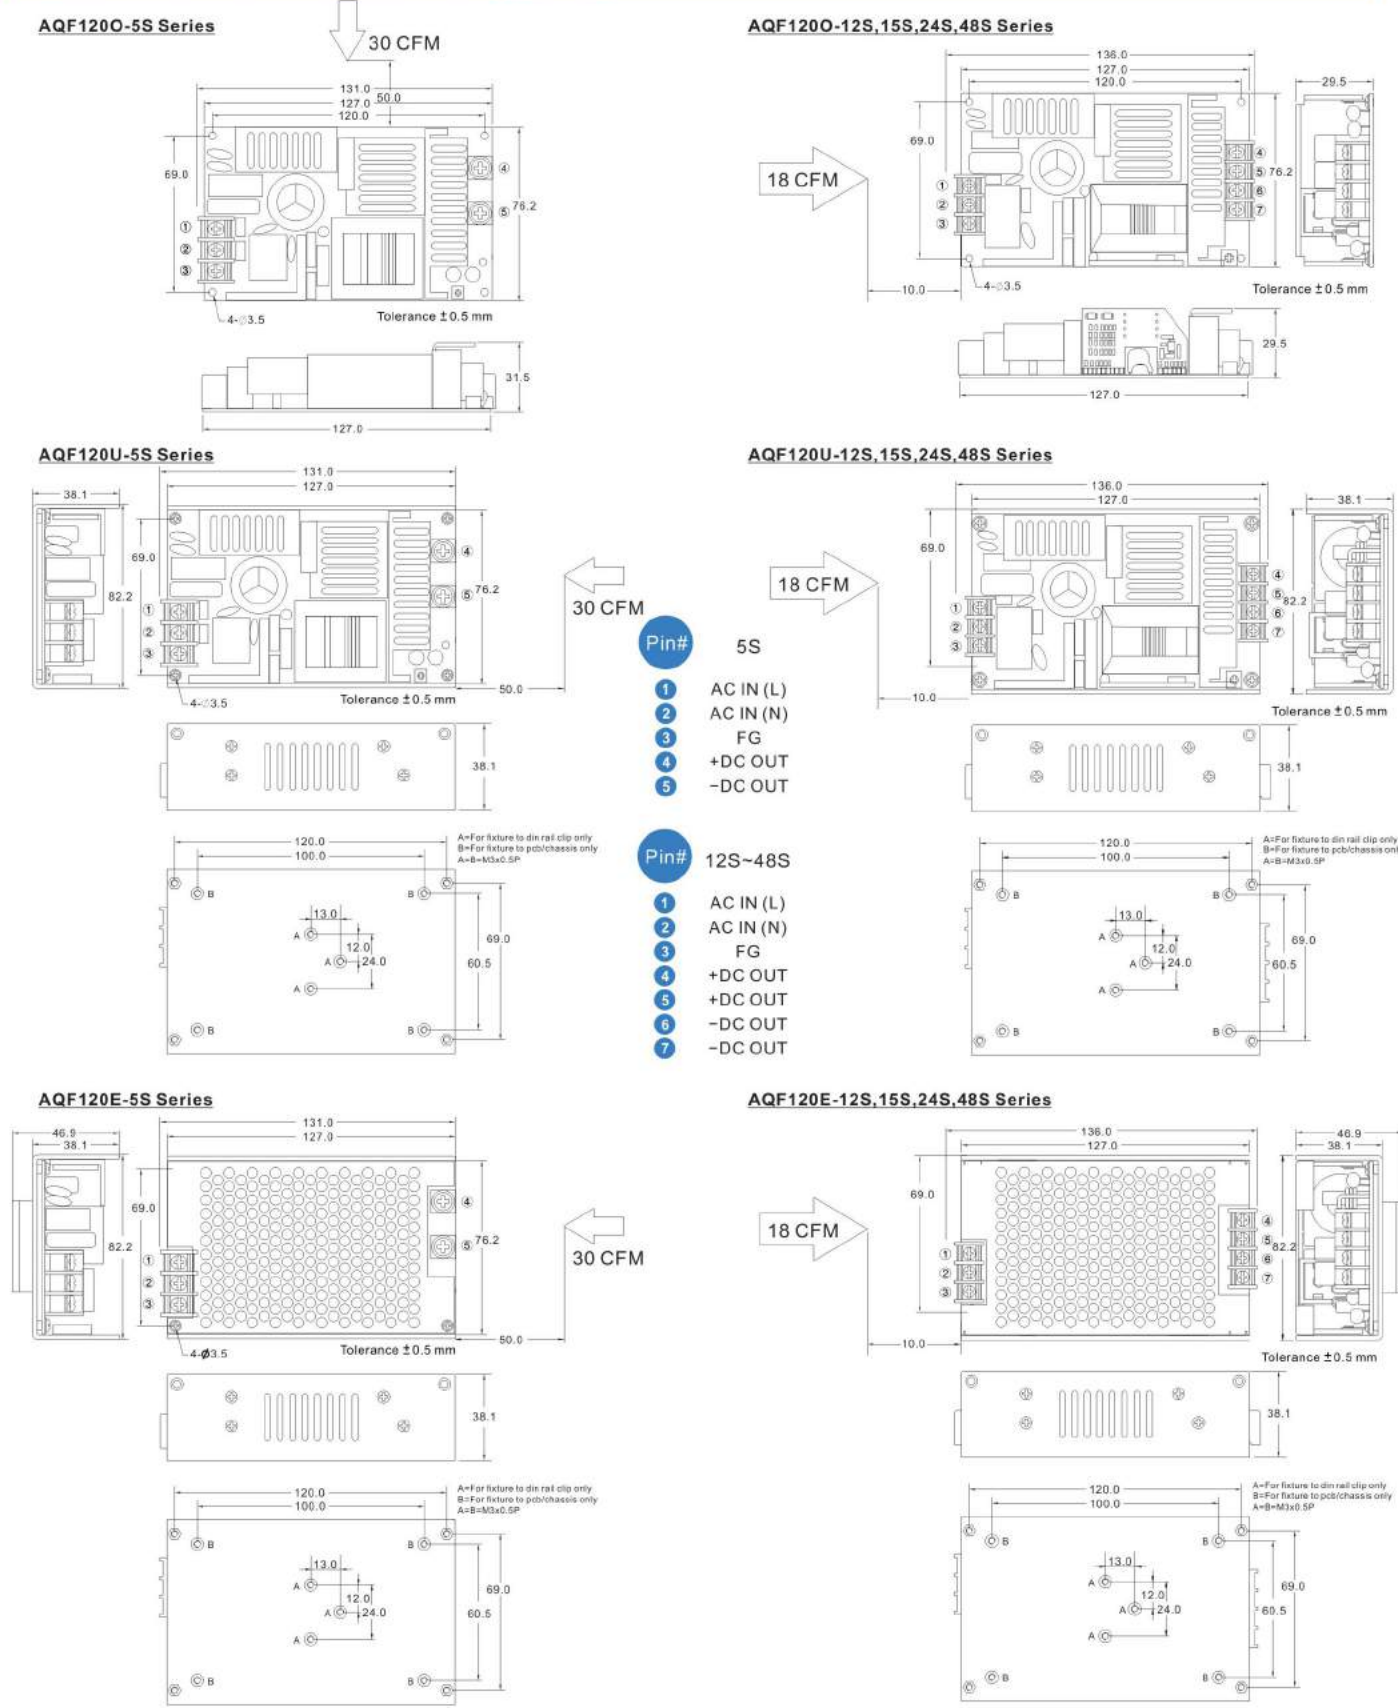 AQF120O-5S Series
30 CFM
131.0
127.0
50.0
120.0
69.0
④
⑤
76.2
①
②
③
4-Ø3.5
Tolerance ±0.5 mm
31.5
127.0
AQF120O-12S,15S,24S,48S Series
136.0
127.0
120.0
29.5
69.0
18 CFM
④
⑤
76.2
⑥
⑦
①
②
③
10.0
4-Ø3.5
Tolerance ±0.5 mm
29.5
127.0
AQF120U-5S Series
131.0
127.0
38.1
69.0
82.2
④
⑤
76.2
①
②
③
30 CFM
50.0
4-Ø3.5
Tolerance ±0.5 mm
38.1
120.0
100.0
A=For fixture to din rail clip only
B=For fixture to pcb/chassis only
A=B=M3x0.5P
B
B
13.0
A
12.0
A
24.0
A
69.0
60.5
B
B
Pin#
5S
1 AC IN (L)
2 AC IN (N)
3 FG
4 +DC OUT
5 −DC OUT
Pin#
12S~48S
1 AC IN (L)
2 AC IN (N)
3 FG
4 +DC OUT
5 +DC OUT
6 −DC OUT
7 −DC OUT
AQF120U-12S,15S,24S,48S Series
136.0
127.0
38.1
69.0
18 CFM
④
⑤
82.2
⑥
⑦
①
②
③
10.0
Tolerance ±0.5 mm
38.1
120.0
100.0
A=For fixture to din rail clip only
B=For fixture to pcb/chassis onl
A=B=M3x0.5P
B
B
13.0
A
12.0
A
24.0
A
69.0
60.5
B
B
AQF120E-5S Series
131.0
127.0
46.9
38.1
69.0
82.2
④
⑤
76.2
①
②
③
30 CFM
50.0
4-Ø3.5
Tolerance ±0.5 mm
38.1
120.0
100.0
A=For fixture to din rail clip only
B=For fixture to pcb/chassis only
A=B=M3x0.5P
B
B
13.0
A
12.0
A
24.0
A
69.0
60.5
B
B
AQF120E-12S,15S,24S,48S Series
136.0
127.0
46.9
38.1
69.0
18 CFM
④
⑤
82.2
⑥
⑦
①
②
③
10.0
Tolerance ±0.5 mm
38.1
120.0
100.0
A=For fixture to din rail clip only
B=For fixture to pcb/chassis only
A=B=M3x0.5P
B
B
13.0
A
12.0
A
24.0
A
69.0
60.5
B
B